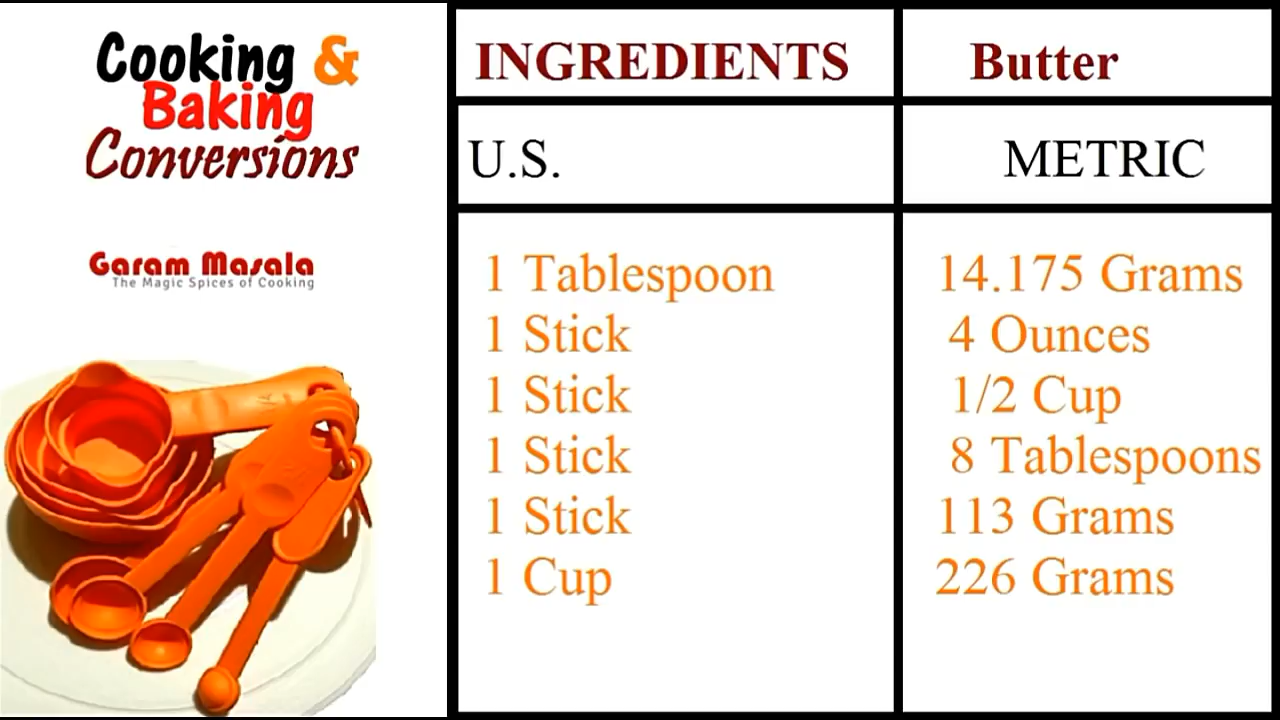 Cooking &
Baking
Conversions
Garam Masala
The Magic Spices of Cooking
INGREDIENTS Butter
U.S. METRIC
1 Tablespoon 14.175 Grams
1 Stick 4 Ounces
1 Stick 1/2 Cup
1 Stick 8 Tablespoons
1 Stick 113 Grams
1 Cup 226 Grams